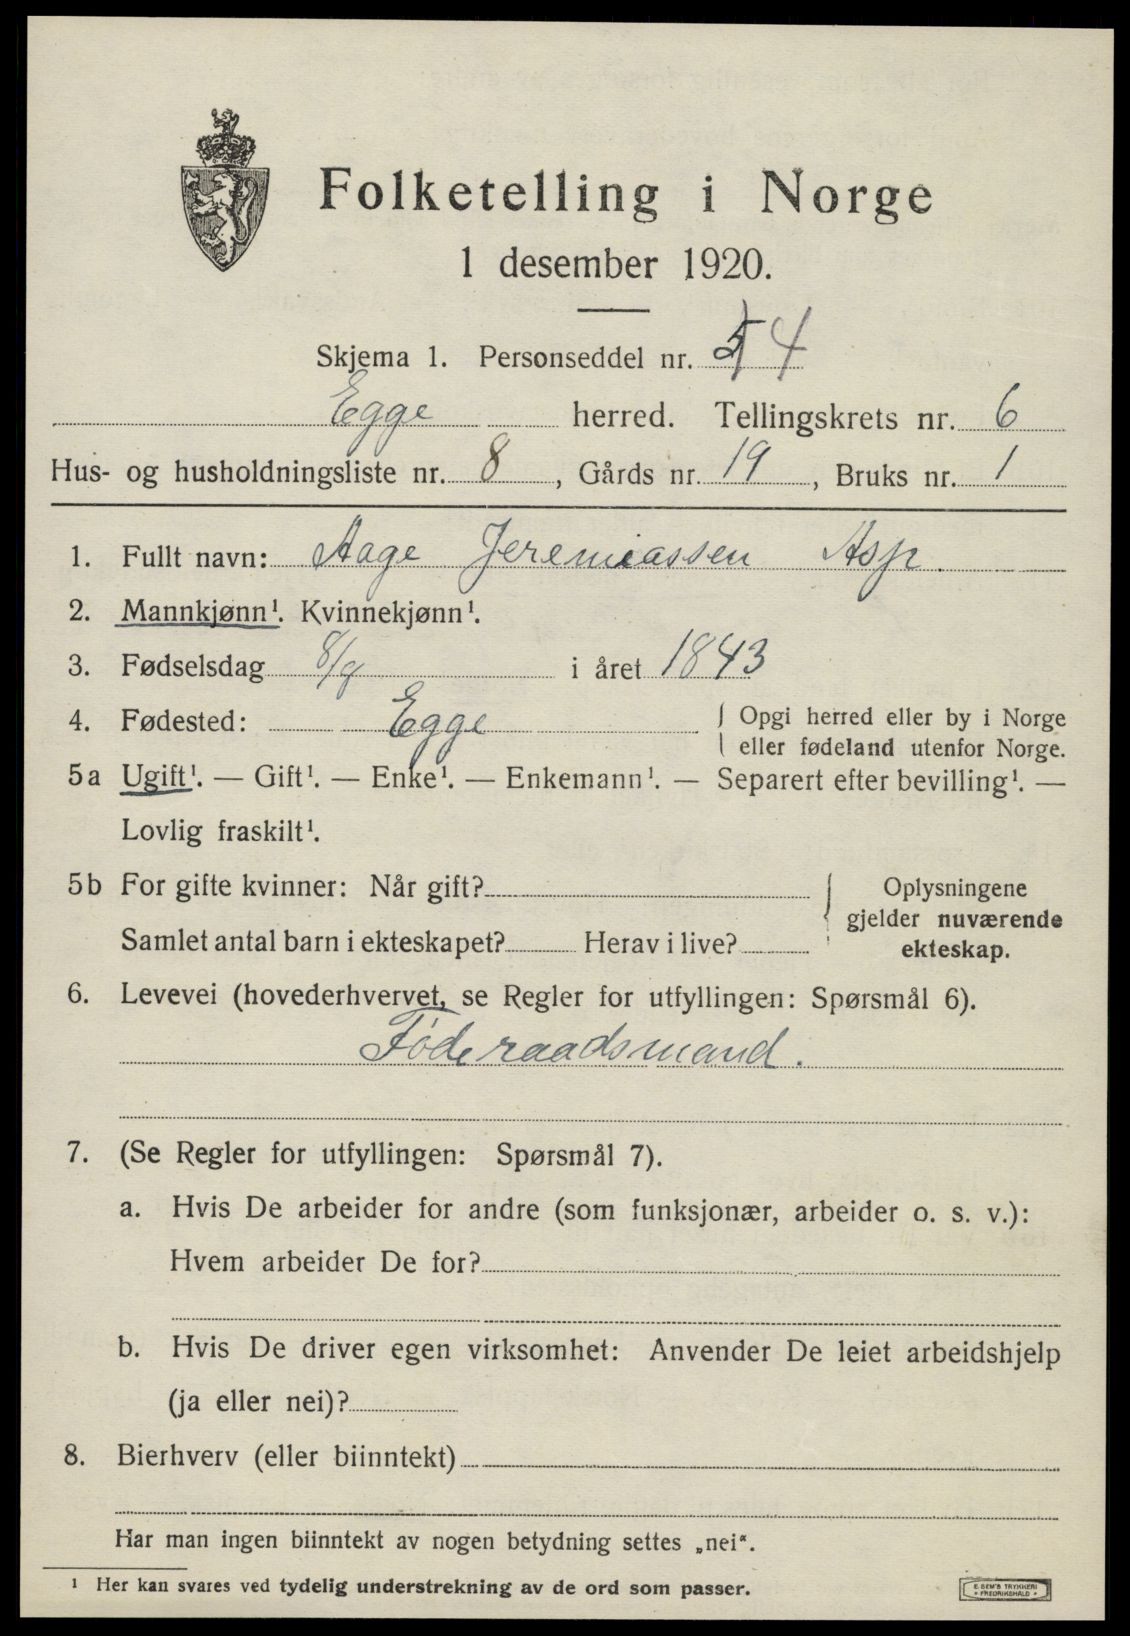 Folketelling i Norge
1 desember 1920.
Skjema 1. Personseddel nr. 5 4
Egge herred. Tellingskrets nr. 6
Hus- og husholdningsliste nr. 8, Gårds nr. 19, Bruks nr. 1
1. Fullt navn: Aage Jeremiassen Asp.
2. Mannkjønn¹. Kvinnekjønn¹.
3. Fødselsdag 8/8 i året 1843
4. Fødested: Egge { Opgi herred eller by i Norge
eller fødeland utenfor Norge.
5a Ugift¹. — Gift¹. — Enke¹. — Enkemann¹. — Separert efter bevilling¹. —
Lovlig fraskilt¹.
5b For gifte kvinner: Når gift? { Oplysningene
gjelder nuværende
Samlet antal barn i ekteskapet? Herav i live? ekteskap.
6. Levevei (hovederhvervet, se Regler for utfyllingen: Spørsmål 6).
Føderaadsmand.
7. (Se Regler for utfyllingen: Spørsmål 7).
a. Hvis De arbeider for andre (som funksjonær, arbeider o. s. v.):
Hvem arbeider De for?
b. Hvis De driver egen virksomhet: Anvender De leiet arbeidshjelp
(ja eller nei)?
8. Bierhverv (eller biinntekt)
Har man ingen biinntekt av nogen betydning settes „nei“.
¹ Her kan svares ved tydelig understrekning av de ord som passer.
E. SEM'S TRYKKERI
• FREDRIKSHALD •